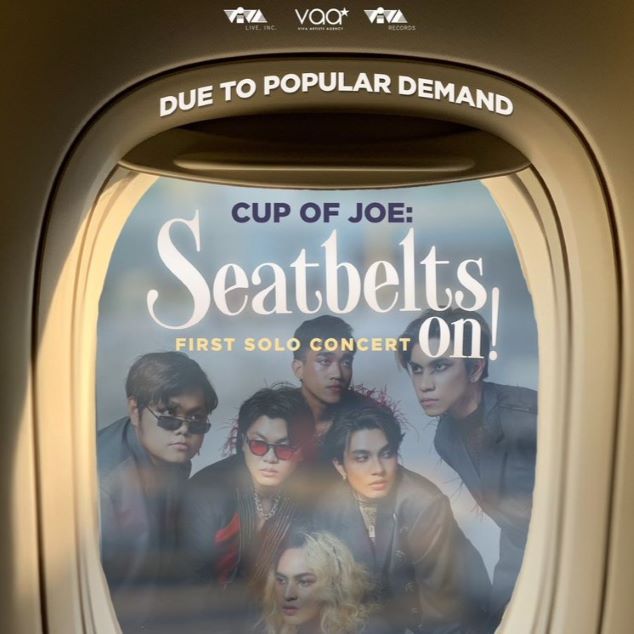 VIVA
LIVE, INC.
vaa
VIVA ARTISTS AGENCY
VIVA
RECORDS
DUE TO POPULAR DEMAND
CUP OF JOE:
Seatbelts
on!
FIRST SOLO CONCERT